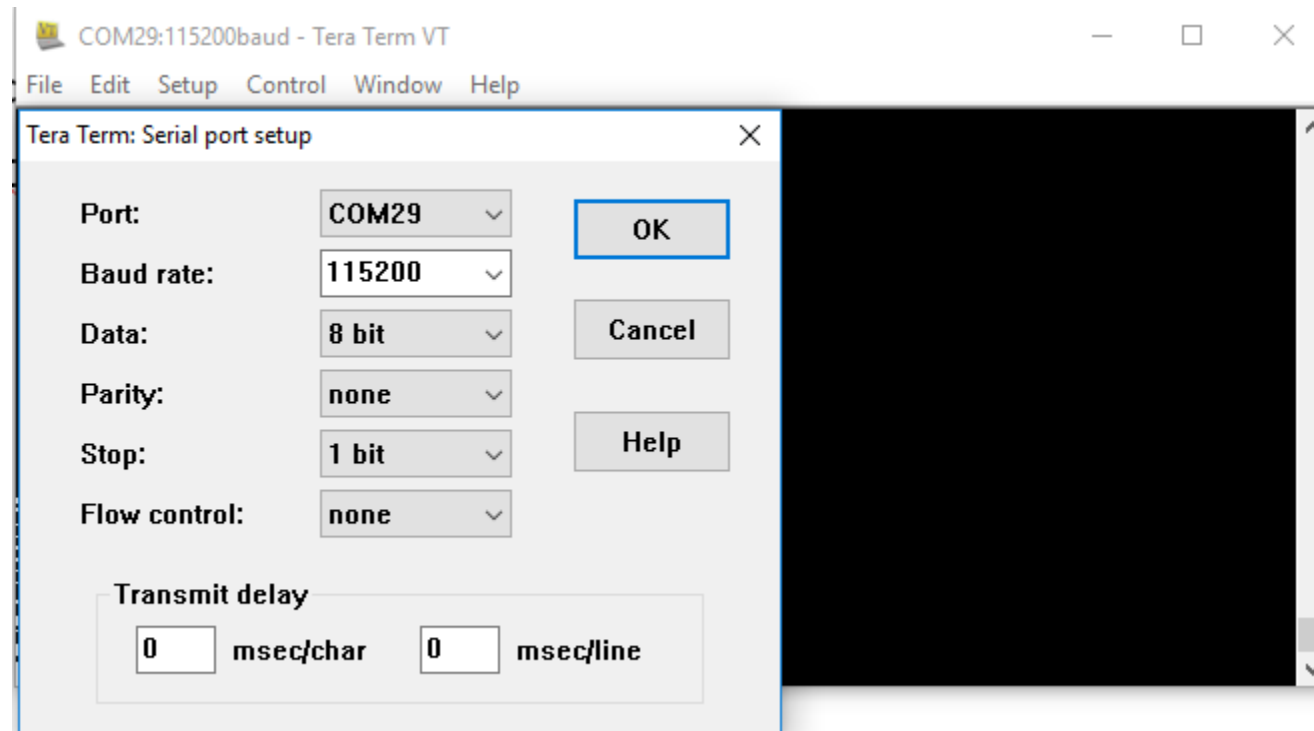 COM29:115200baud - Tera Term VT
File Edit Setup Control Window Help
Tera Term: Serial port setup
Port: COM29
OK
Baud rate: 115200
Data: 8 bit
Cancel
Parity: none
Stop: 1 bit
Help
Flow control: none
Transmit delay
0 msec/char 0 msec/line